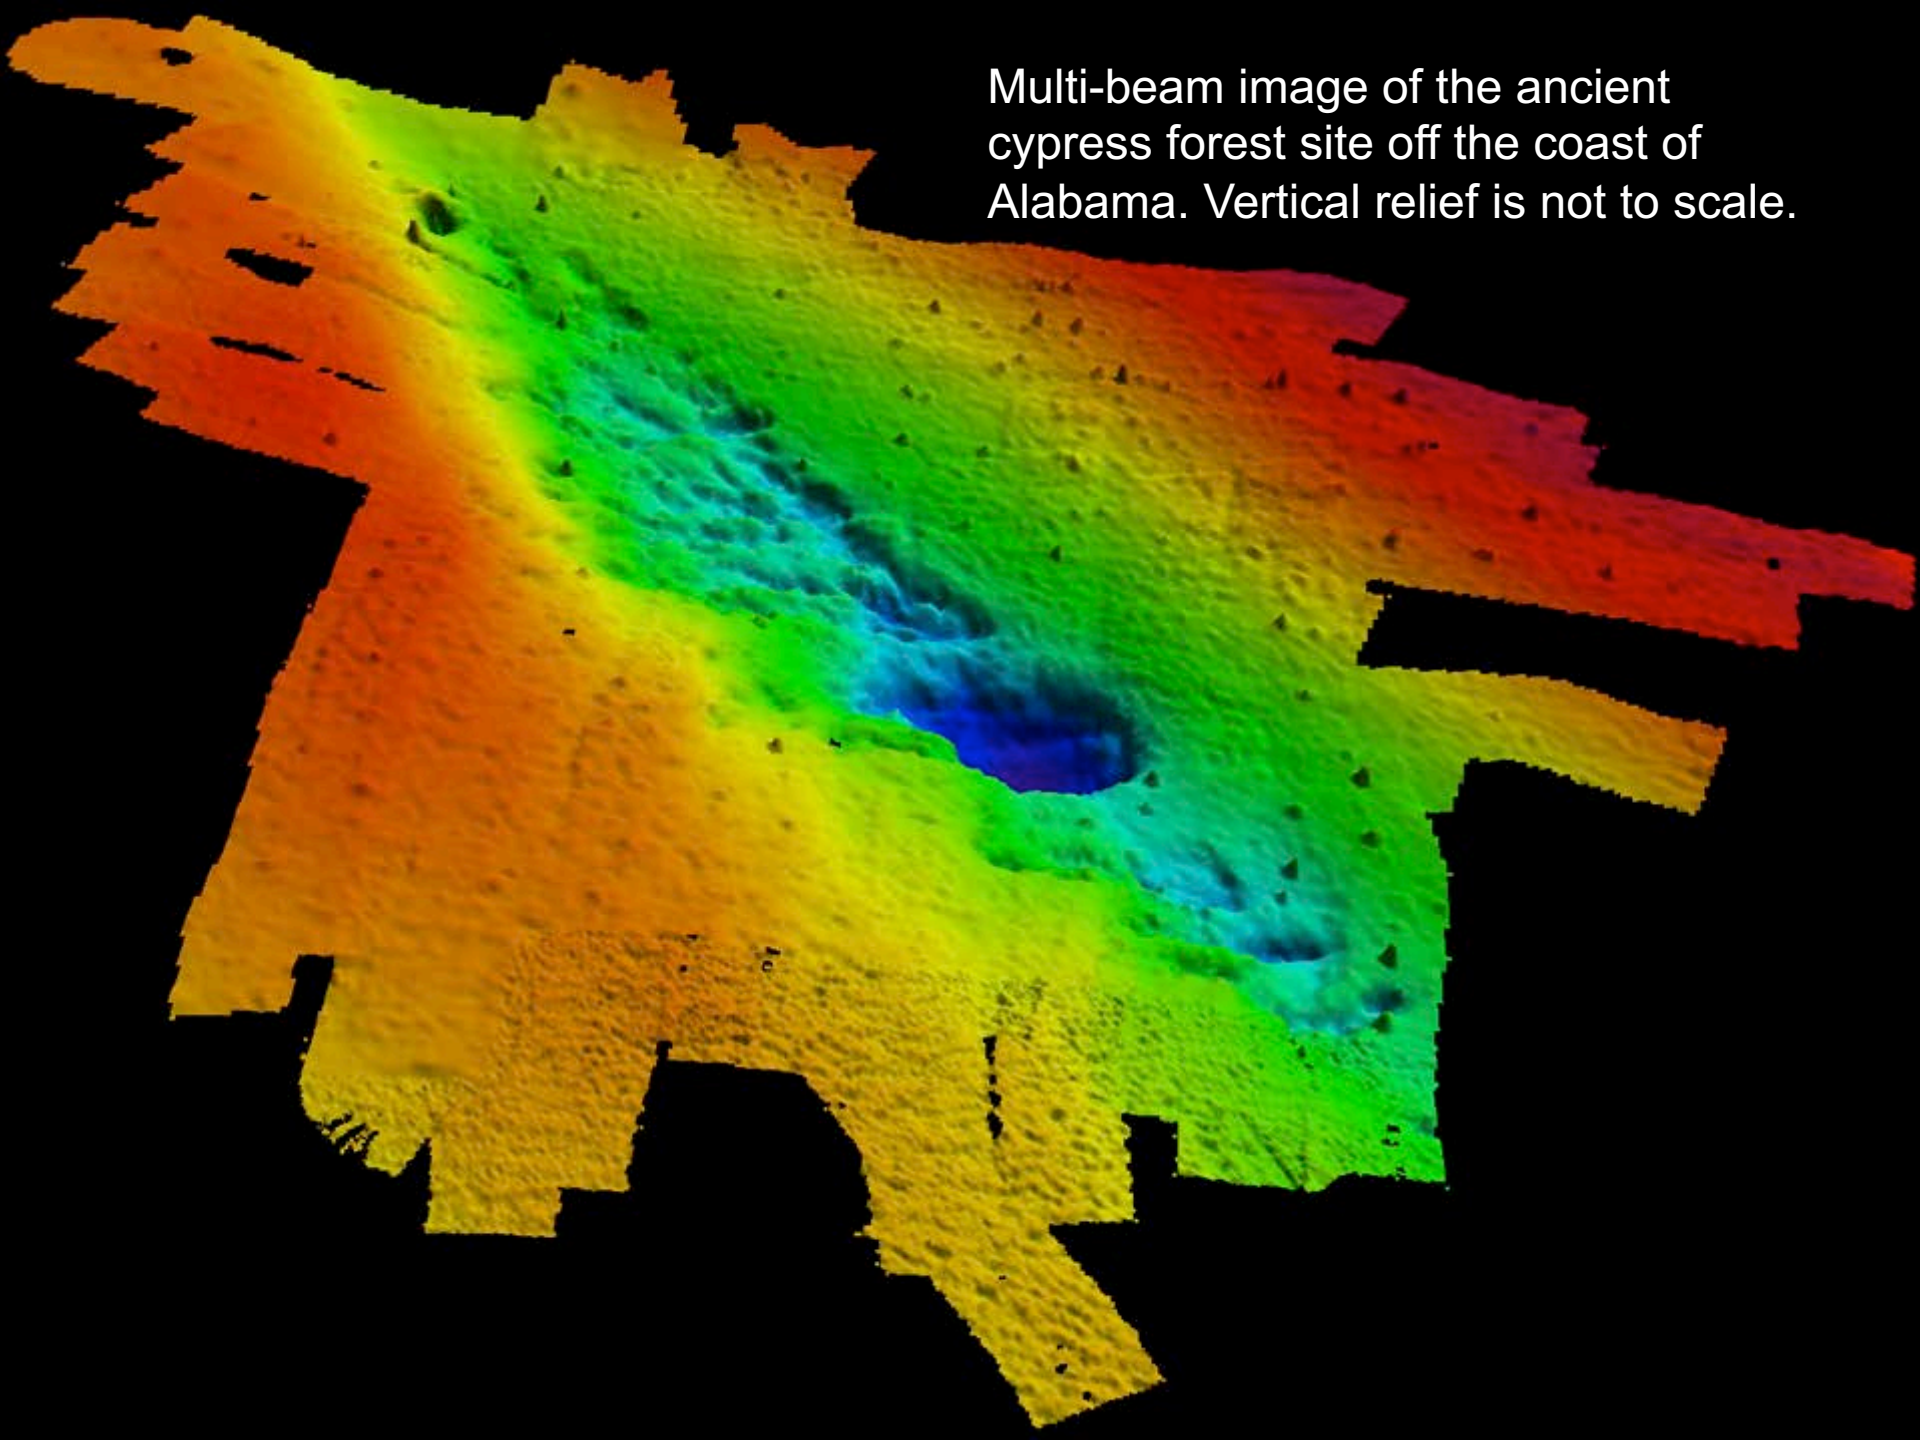 Multi-beam image of the ancient
cypress forest site off the coast of
Alabama. Vertical relief is not to scale.